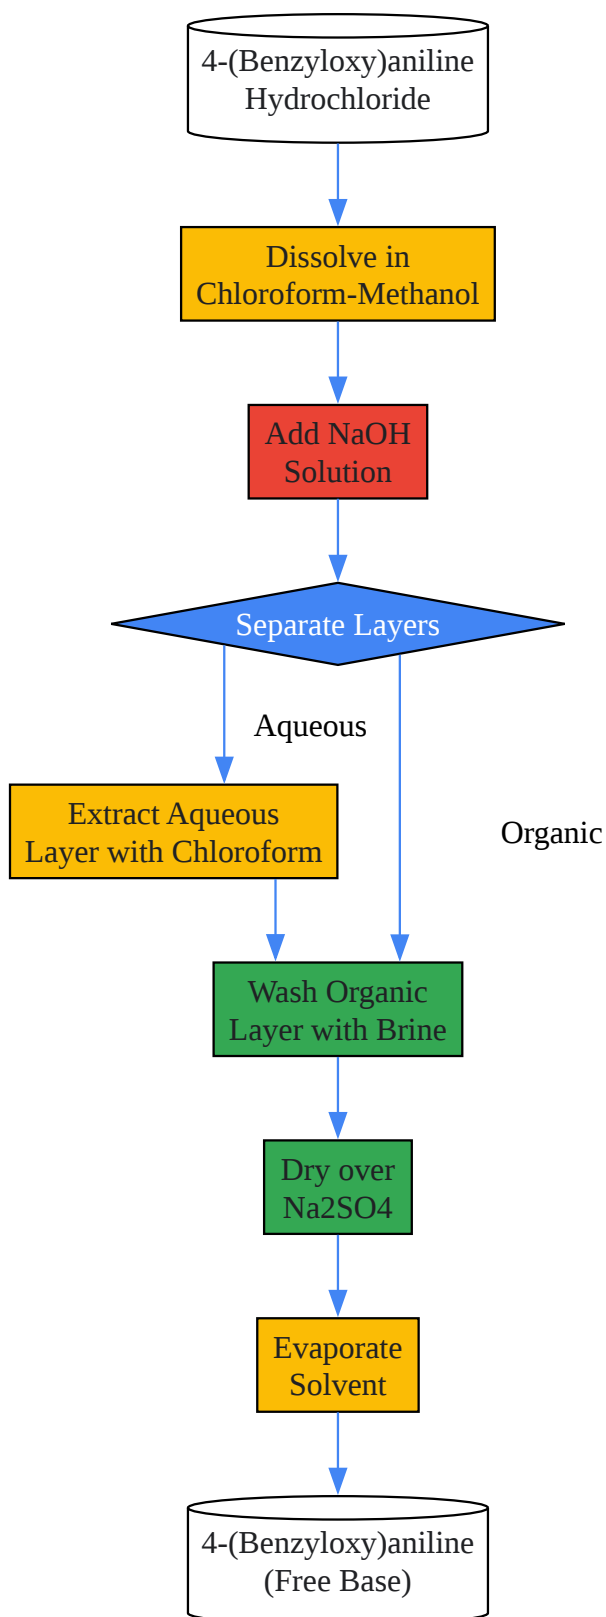 4-(Benzyloxy)aniline
Hydrochloride
Dissolve in
Chloroform-Methanol
Add NaOH
Solution
Separate Layers
Aqueous
Extract Aqueous
Layer with Chloroform
Organic
Wash Organic
Layer with Brine
Dry over
Na2SO4
Evaporate
Solvent
4-(Benzyloxy)aniline
(Free Base)